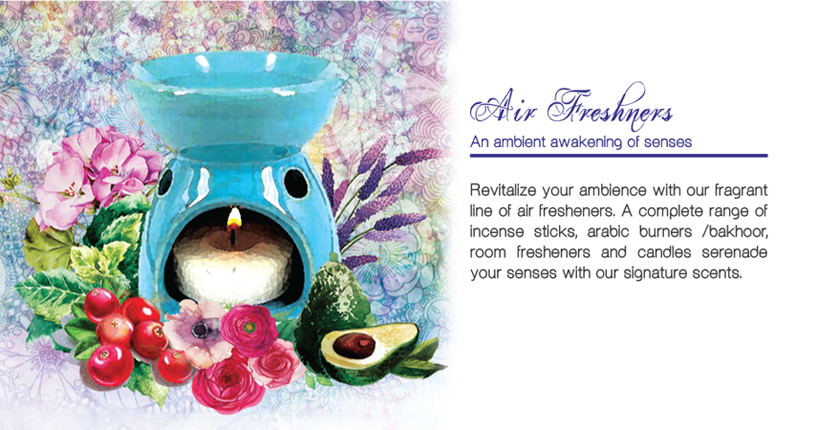 Air Freshners
An ambient awakening of senses
Revitalize your ambience with our fragrant
line of air fresheners. A complete range of
incense sticks, arabic burners /bakhoor,
room fresheners and candles serenade
your senses with our signature scents.